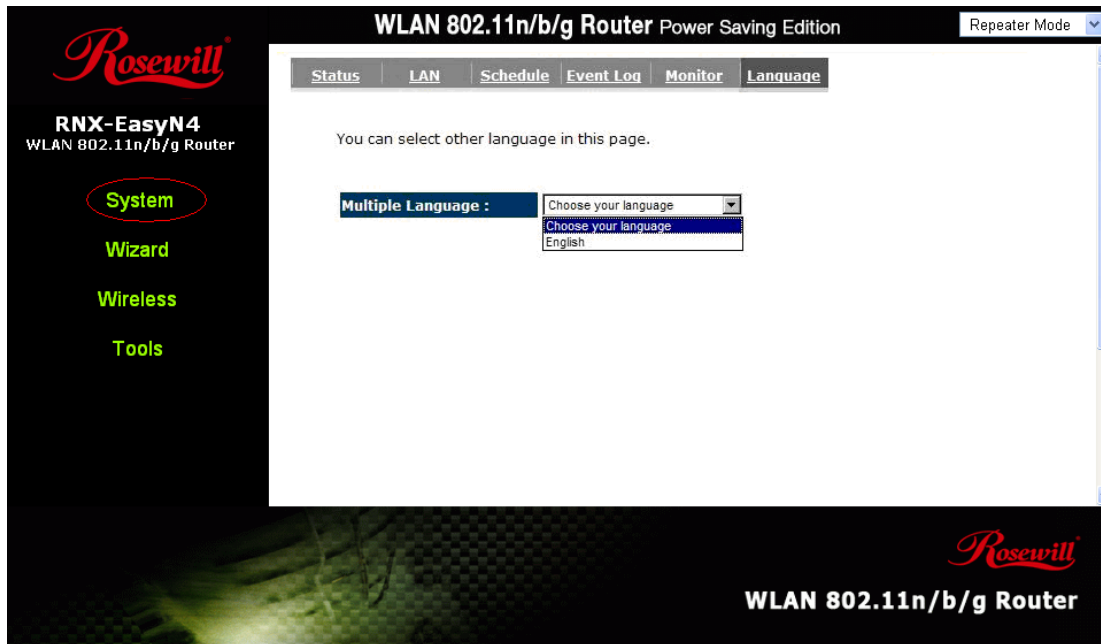 WLAN 802.11n/b/g Router Power Saving Edition
Repeater Mode
Rosewill®
RNX-EasyN4
WLAN 802.11n/b/g Router
System
Wizard
Wireless
Tools
Status LAN Schedule Event Log Monitor Language
You can select other language in this page.
Multiple Language : Choose your language
Choose your language
English
Rosewill®
WLAN 802.11n/b/g Router